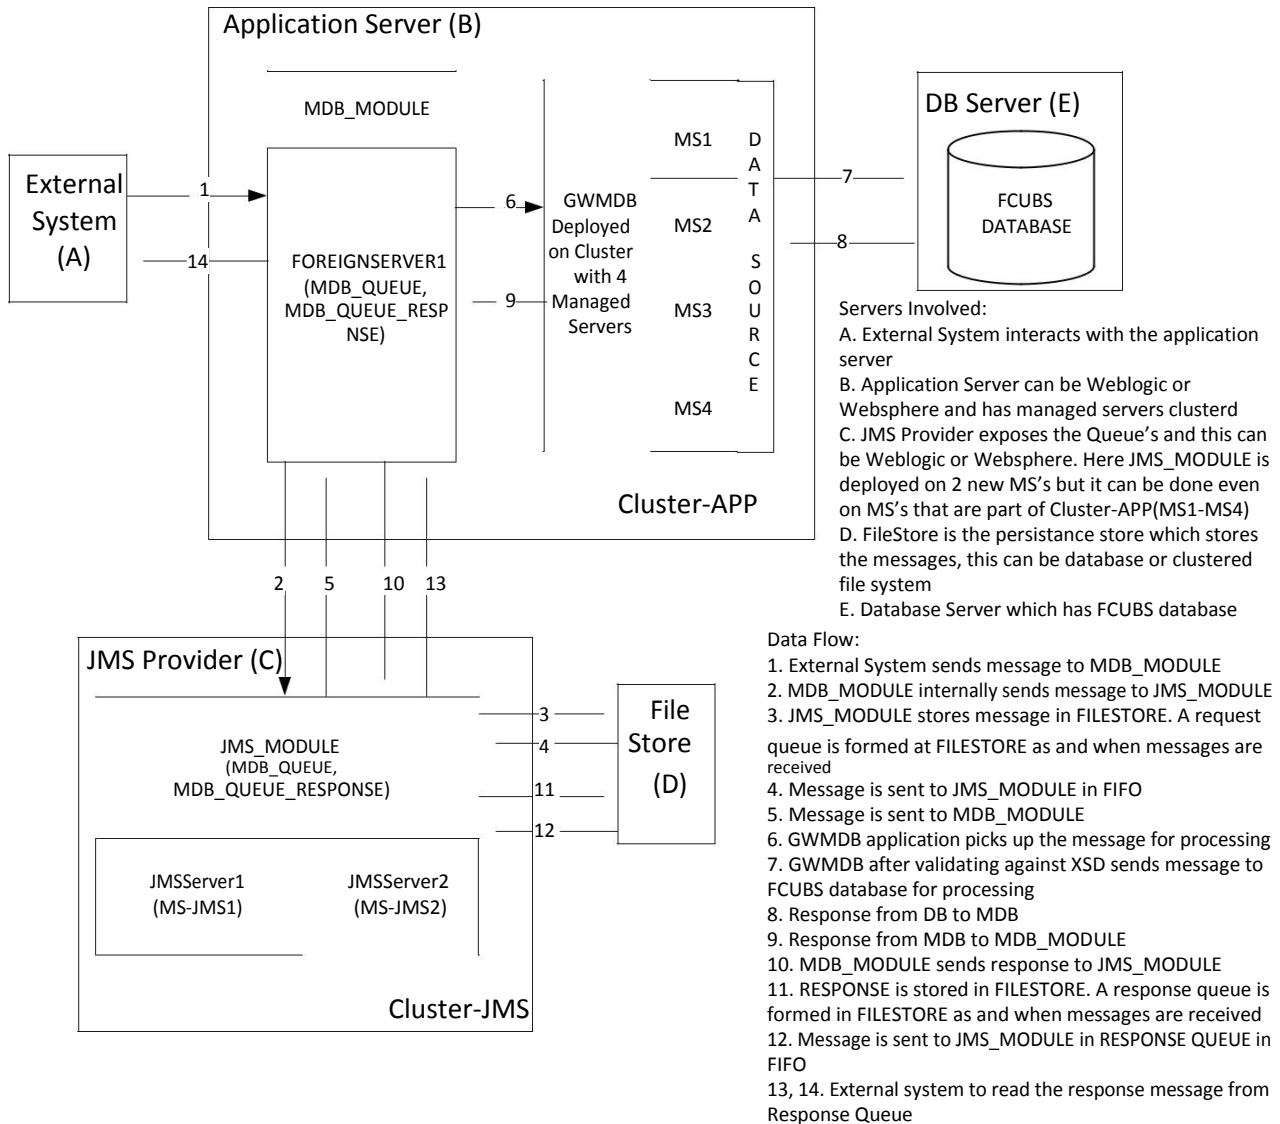 Application Server (B)
MDB_MODULE
External
System
(A)
1
14
FOREIGNSERVER1
(MDB_QUEUE,
MDB_QUEUE_RESP
NSE)
6
9
GWMDB
Deployed
on Cluster
with 4
Managed
Servers
MS1
MS2
MS3
MS4
D
A
T
A
S
O
U
R
C
E
Cluster-APP
7
8
DB Server (E)
FCUBS
DATABASE
2
5
10
13
JMS Provider (C)
JMS_MODULE
(MDB_QUEUE,
MDB_QUEUE_RESPONSE)
JMSServer1
(MS-JMS1)
JMSServer2
(MS-JMS2)
Cluster-JMS
3
4
11
12
File
Store
(D)
Servers Involved:
A. External System interacts with the application
server
B. Application Server can be Weblogic or
Websphere and has managed servers clusterd
C. JMS Provider exposes the Queue's and this can
be Weblogic or Websphere. Here JMS_MODULE is
deployed on 2 new MS's but it can be done even
on MS's that are part of Cluster-APP(MS1-MS4)
D. FileStore is the persistance store which stores
the messages, this can be database or clustered
file system
E. Database Server which has FCUBS database
Data Flow:
1. External System sends message to MDB_MODULE
2. MDB_MODULE internally sends message to JMS_MODULE
3. JMS_MODULE stores message in FILESTORE. A request
queue is formed at FILESTORE as and when messages are
received
4. Message is sent to JMS_MODULE in FIFO
5. Message is sent to MDB_MODULE
6. GWMDB application picks up the message for processing
7. GWMDB after validating against XSD sends message to
FCUBS database for processing
8. Response from DB to MDB
9. Response from MDB to MDB_MODULE
10. MDB_MODULE sends response to JMS_MODULE
11. RESPONSE is stored in FILESTORE. A response queue is
formed in FILESTORE as and when messages are received
12. Message is sent to JMS_MODULE in RESPONSE QUEUE in
FIFO
13, 14. External system to read the response message from
Response Queue